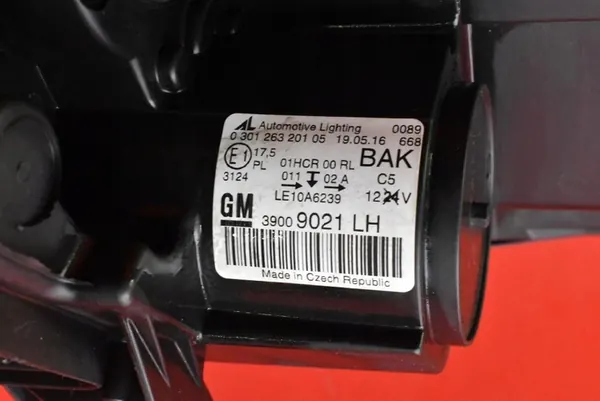 AL Automotive Lighting 0089
0 301 263 201 05 19.05.16 668
E1 17,5 01HCR 00 RL BAK
PL 011 02 A C5
3124 LE10A6239 12 24 V
GM 3900 9021 LH
Made in Czech Republic